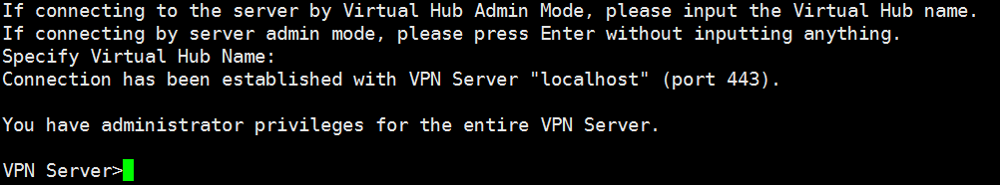 If connecting to the server by Virtual Hub Admin Mode, please input the Virtual Hub name.
If connecting by server admin mode, please press Enter without inputting anything.
Specify Virtual Hub Name:
Connection has been established with VPN Server "localhost" (port 443).
You have administrator privileges for the entire VPN Server.
VPN Server>